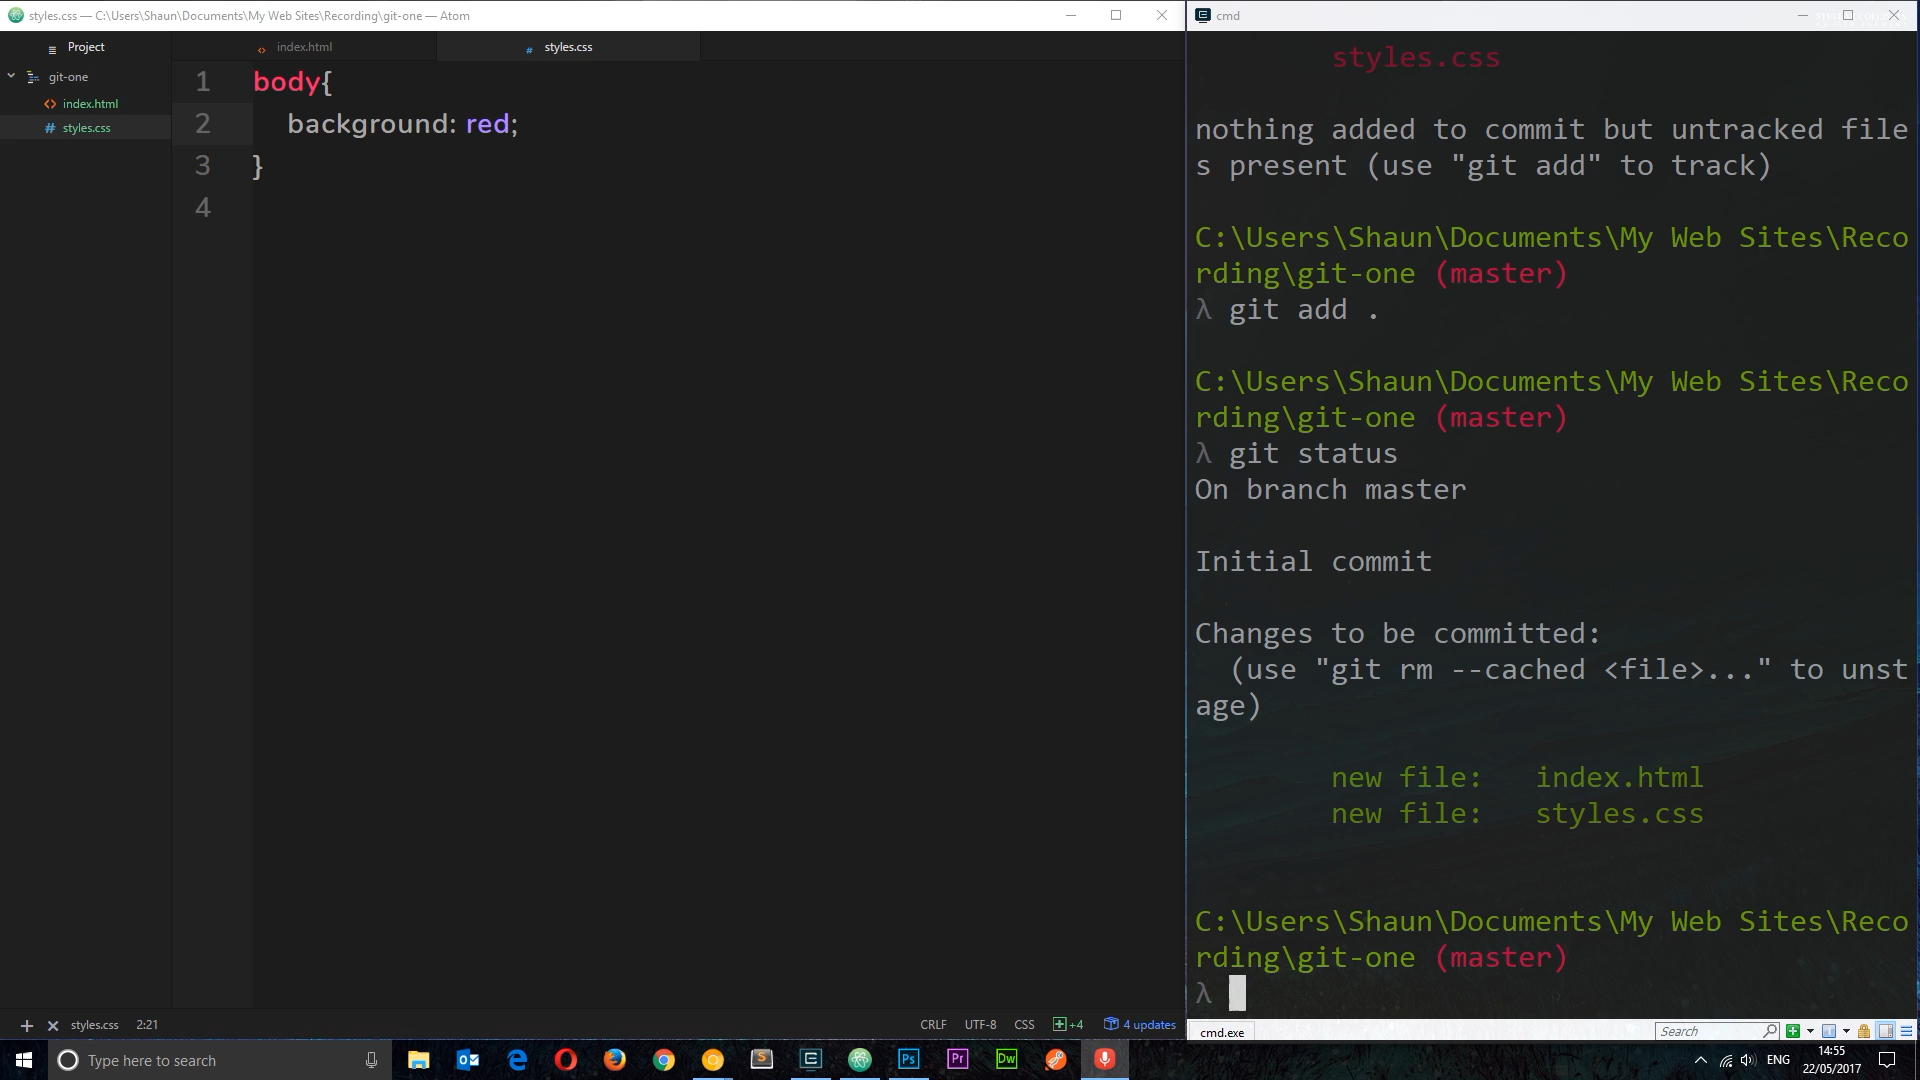 styles.css — C:\Users\Shaun\Documents\My Web Sites\Recording\git-one — Atom
Project
index.html
styles.css
git-one
index.html
styles.css
1 body{
2 background: red;
3 }
4
styles.css 2:21
CRLF UTF-8 CSS +4 4 updates
cmd
styles.css
nothing added to commit but untracked file
s present (use "git add" to track)
C:\Users\Shaun\Documents\My Web Sites\Reco
rding\git-one (master)
λ git add .
C:\Users\Shaun\Documents\My Web Sites\Reco
rding\git-one (master)
λ git status
On branch master
Initial commit
Changes to be committed:
(use "git rm --cached <file>..." to unst
age)
new file: index.html
new file: styles.css
C:\Users\Shaun\Documents\My Web Sites\Reco
rding\git-one (master)
λ
cmd.exe
Search
Type here to search
Ps
Pr
Dw
ENG
14:55
22/05/2017